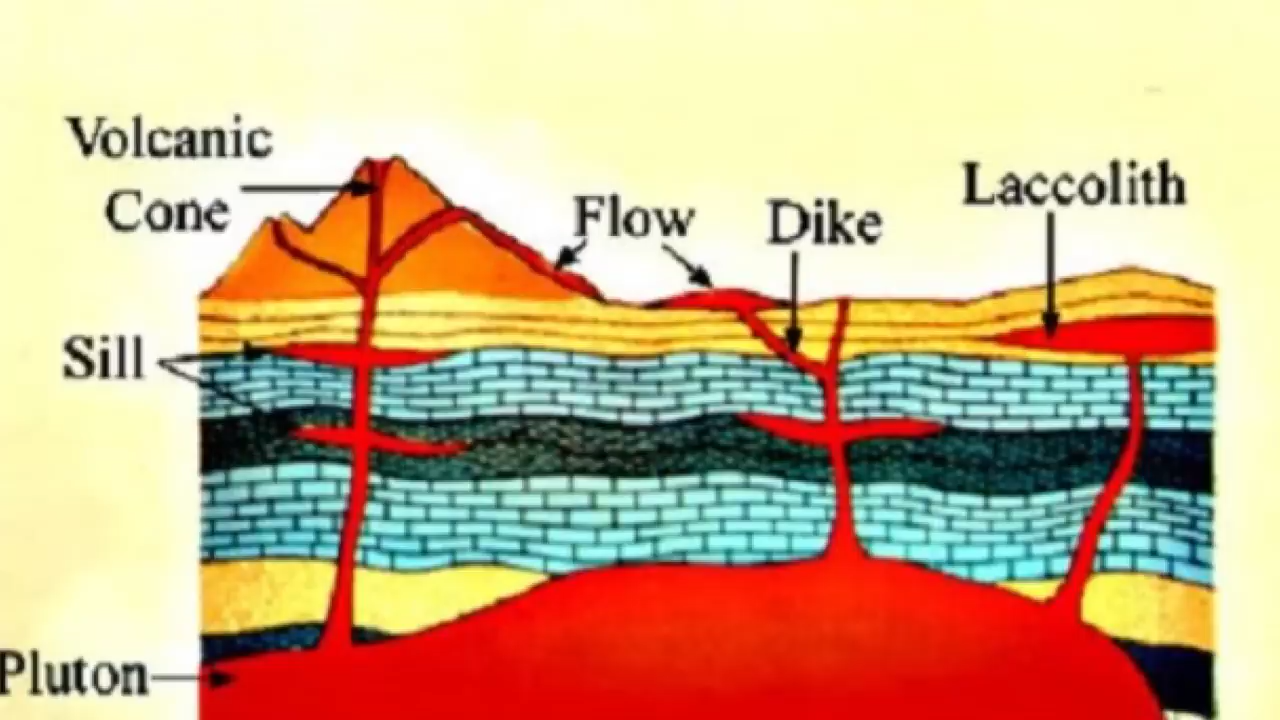 Volcanic
Cone
Flow
Dike
Laccolith
Sill
Pluton